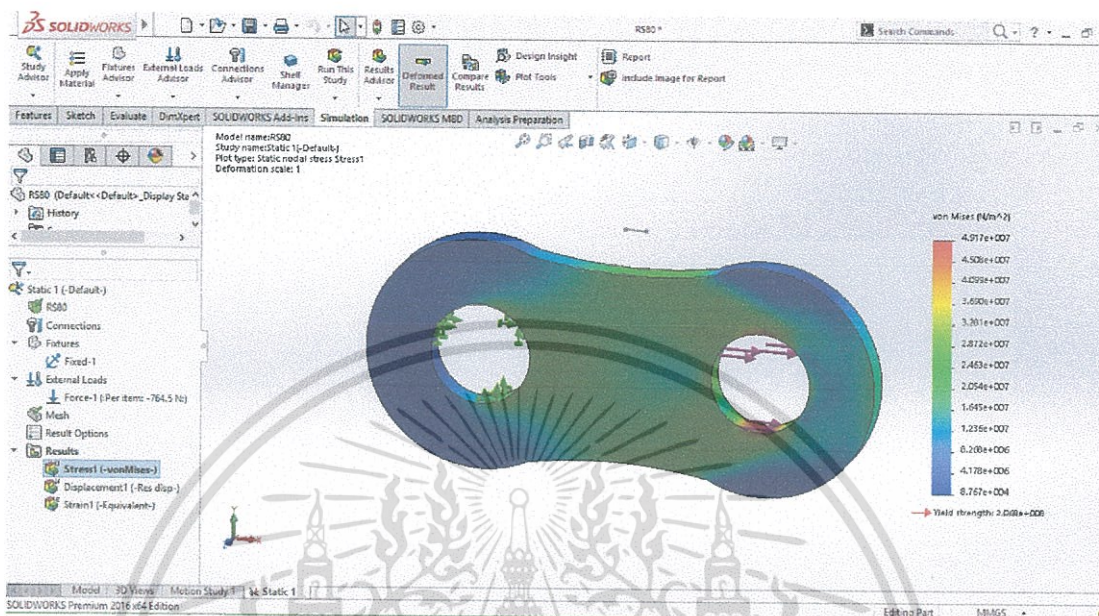 SOLIDWORKS
RS80 *
Search Commands
Study Advisor
Apply Material
Fixtures Advisor
External Loads Advisor
Connections Advisor
Shell Manager
Run This Study
Results Advisor
Deformed Result
Compare Results
Design Insight
Plot Tools
Report
Include Image for Report
Features
Sketch
Evaluate
DimXpert
SOLIDWORKS Add-Ins
Simulation
SOLIDWORKS MBD
Analysis Preparation
Model name:RS80
Study name:Static 1(-Default-)
Plot type: Static nodal stress Stress1
Deformation scale: 1
RS80 (Default<<Default>_Display Sta
History
Static 1 (-Default-)
RS80
Connections
Fixtures
Fixed-1
External Loads
Force-1 (:Per item: -764.5 N:)
Mesh
Result Options
Results
Stress1 (-vonMises-)
Displacement1 (-Res disp-)
Strain1 (-Equivalent-)
von Mises (N/m^2)
4.917e+007
4.508e+007
4.099e+007
3.690e+007
3.281e+007
2.872e+007
2.463e+007
2.054e+007
1.645e+007
1.235e+007
8.268e+006
4.178e+006
8.767e+004
Yield strength: 2.068e+008
Model
3D Views
Motion Study 1
Static 1
SOLIDWORKS Premium 2016 x64 Edition
Editing Part
MMGS